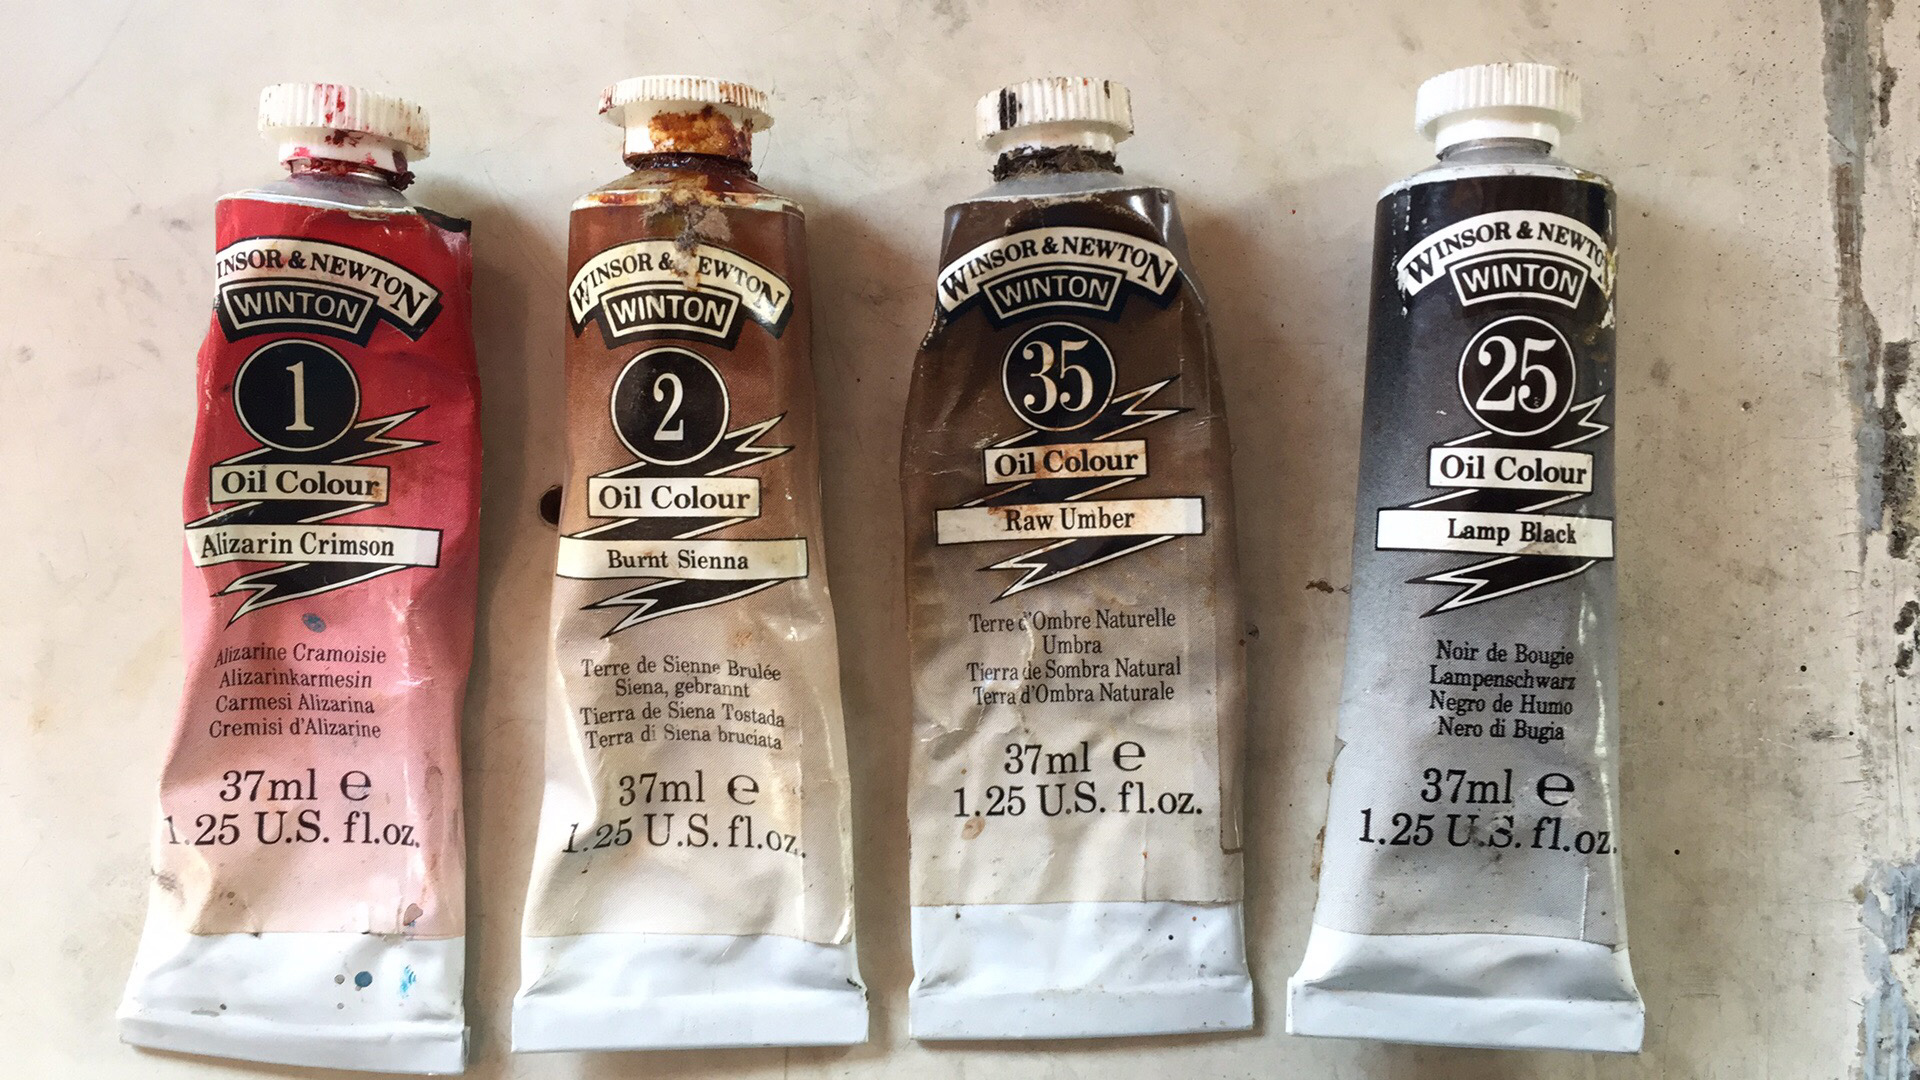 INSOR & NEWTON
WINTON
1
Oil Colour
Alizarin Crimson
Alizarine Cramoisie
Alizarinkarmesin
Carmesi Alizarina
Cremisi d'Alizarine
37ml ℮
1.25 U.S. fl.oz.
WINSOR & EWTON
WINTON
2
Oil Colour
Burnt Sienna
Terre de Sienne Brulée
Siena, gebrannt
Tierra de Siena Tostada
Terra di Siena bruciata
37ml ℮
1.25 U.S. fl.oz.
WINSOR & NEWTON
WINTON
35
Oil Colour
Raw Umber
Terre d'Ombre Naturelle
Umbra
Tierra de Sombra Natural
Terra d'Ombra Naturale
37ml ℮
1.25 U.S. fl.oz.
WINSOR & NEWTON
WINTON
25
Oil Colour
Lamp Black
Noir de Bougie
Lampenschwarz
Negro de Humo
Nero di Bugia
37ml ℮
1.25 U.S. fl.oz.